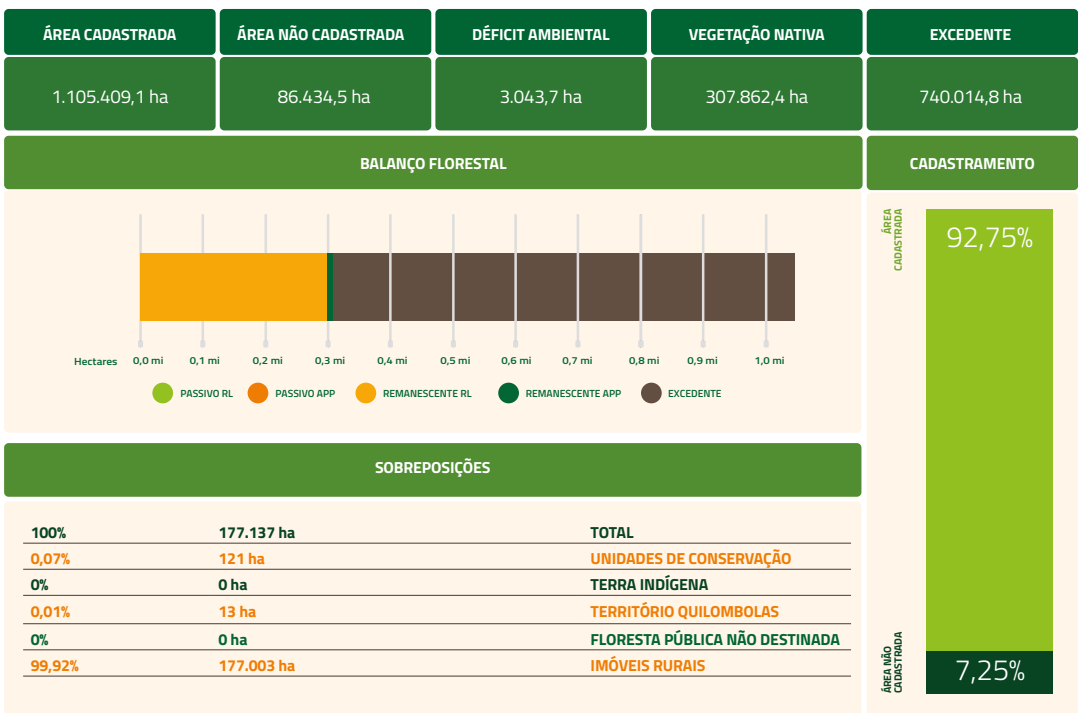 ÁREA CADASTRADA
ÁREA NÃO CADASTRADA
DÉFICIT AMBIENTAL
VEGETAÇÃO NATIVA
EXCEDENTE
1.105.409,1 ha
86.434,5 ha
3.043,7 ha
307.862,4 ha
740.014,8 ha
BALANÇO FLORESTAL
Hectares
0,0 mi
0,1 mi
0,2 mi
0,3 mi
0,4 mi
0,5 mi
0,6 mi
0,7 mi
0,8 mi
0,9 mi
1,0 mi
PASSIVO RL
PASSIVO APP
REMANESCENTE RL
REMANESCENTE APP
EXCEDENTE
CADASTRAMENTO
ÁREA
CADASTRADA
92,75%
ÁREA NÃO
CADASTRADA
7,25%
SOBREPOSIÇÕES
100% 177.137 ha TOTAL
0,07% 121 ha UNIDADES DE CONSERVAÇÃO
0% 0 ha TERRA INDÍGENA
0,01% 13 ha TERRITÓRIO QUILOMBOLAS
0% 0 ha FLORESTA PÚBLICA NÃO DESTINADA
99,92% 177.003 ha IMÓVEIS RURAIS